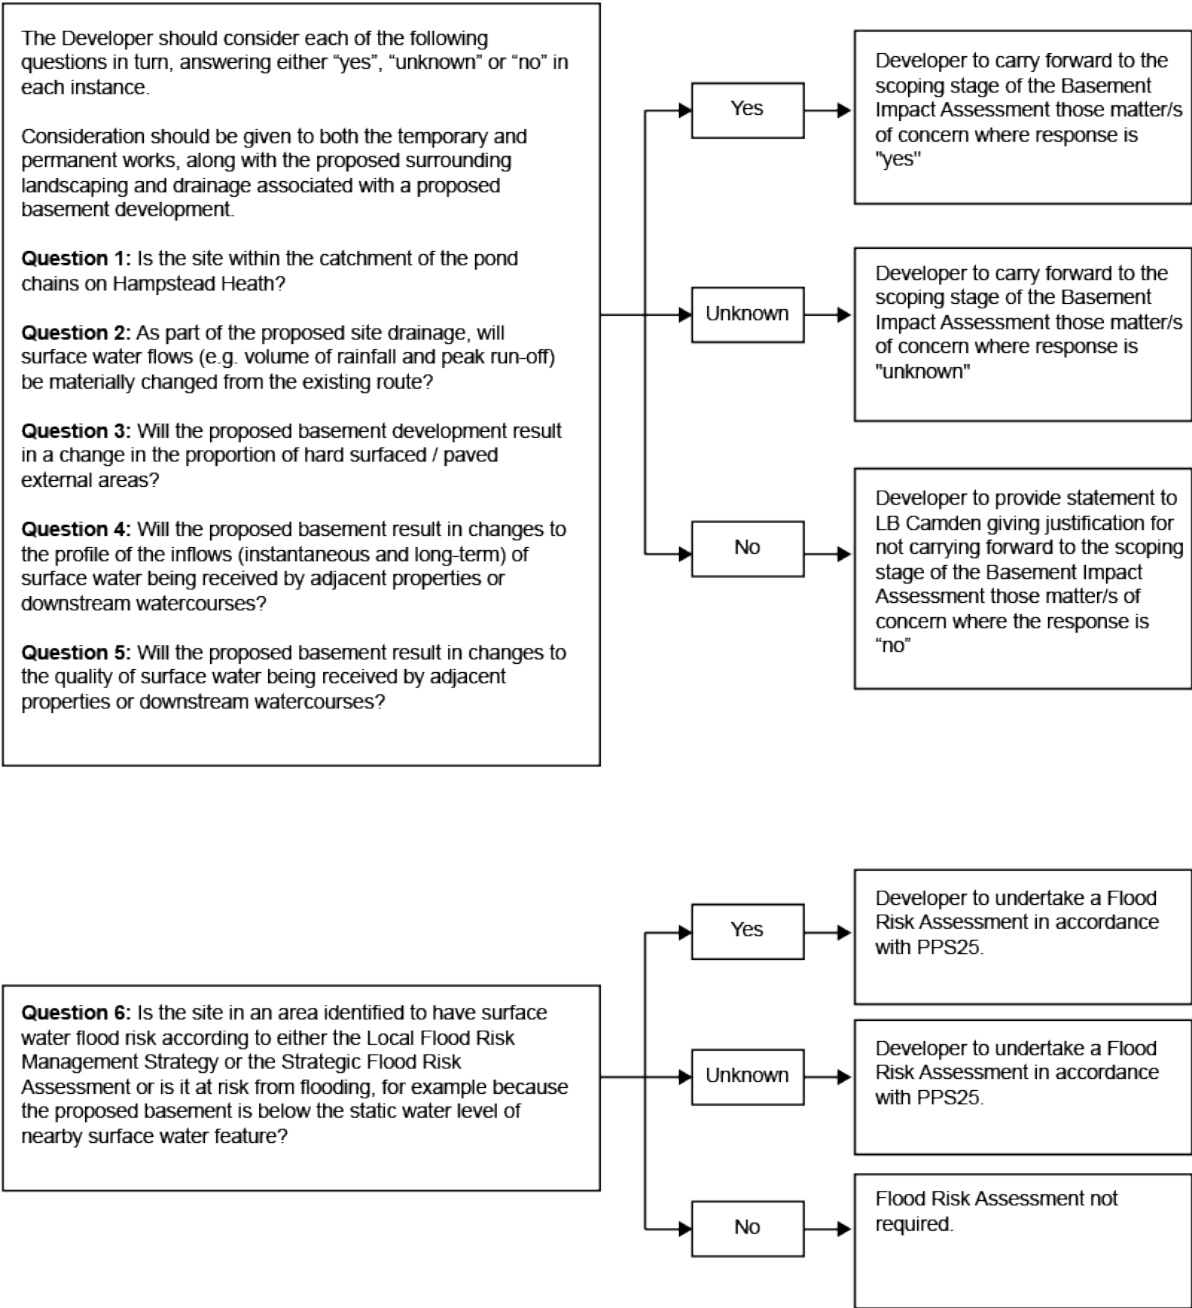 The Developer should consider each of the following
questions in turn, answering either “yes”, “unknown” or “no” in
each instance.
Consideration should be given to both the temporary and
permanent works, along with the proposed surrounding
landscaping and drainage associated with a proposed
basement development.
Question 1: Is the site within the catchment of the pond
chains on Hampstead Heath?
Question 2: As part of the proposed site drainage, will
surface water flows (e.g. volume of rainfall and peak run-off)
be materially changed from the existing route?
Question 3: Will the proposed basement development result
in a change in the proportion of hard surfaced / paved
external areas?
Question 4: Will the proposed basement result in changes to
the profile of the inflows (instantaneous and long-term) of
surface water being received by adjacent properties or
downstream watercourses?
Question 5: Will the proposed basement result in changes to
the quality of surface water being received by adjacent
properties or downstream watercourses?
Yes
Developer to carry forward to the
scoping stage of the Basement
Impact Assessment those matter/s
of concern where response is
"yes"
Unknown
Developer to carry forward to the
scoping stage of the Basement
Impact Assessment those matter/s
of concern where response is
"unknown"
No
Developer to provide statement to
LB Camden giving justification for
not carrying forward to the scoping
stage of the Basement Impact
Assessment those matter/s of
concern where the response is
“no”
Question 6: Is the site in an area identified to have surface
water flood risk according to either the Local Flood Risk
Management Strategy or the Strategic Flood Risk
Assessment or is it at risk from flooding, for example because
the proposed basement is below the static water level of
nearby surface water feature?
Yes
Developer to undertake a Flood
Risk Assessment in accordance
with PPS25.
Unknown
Developer to undertake a Flood
Risk Assessment in accordance
with PPS25.
No
Flood Risk Assessment not
required.